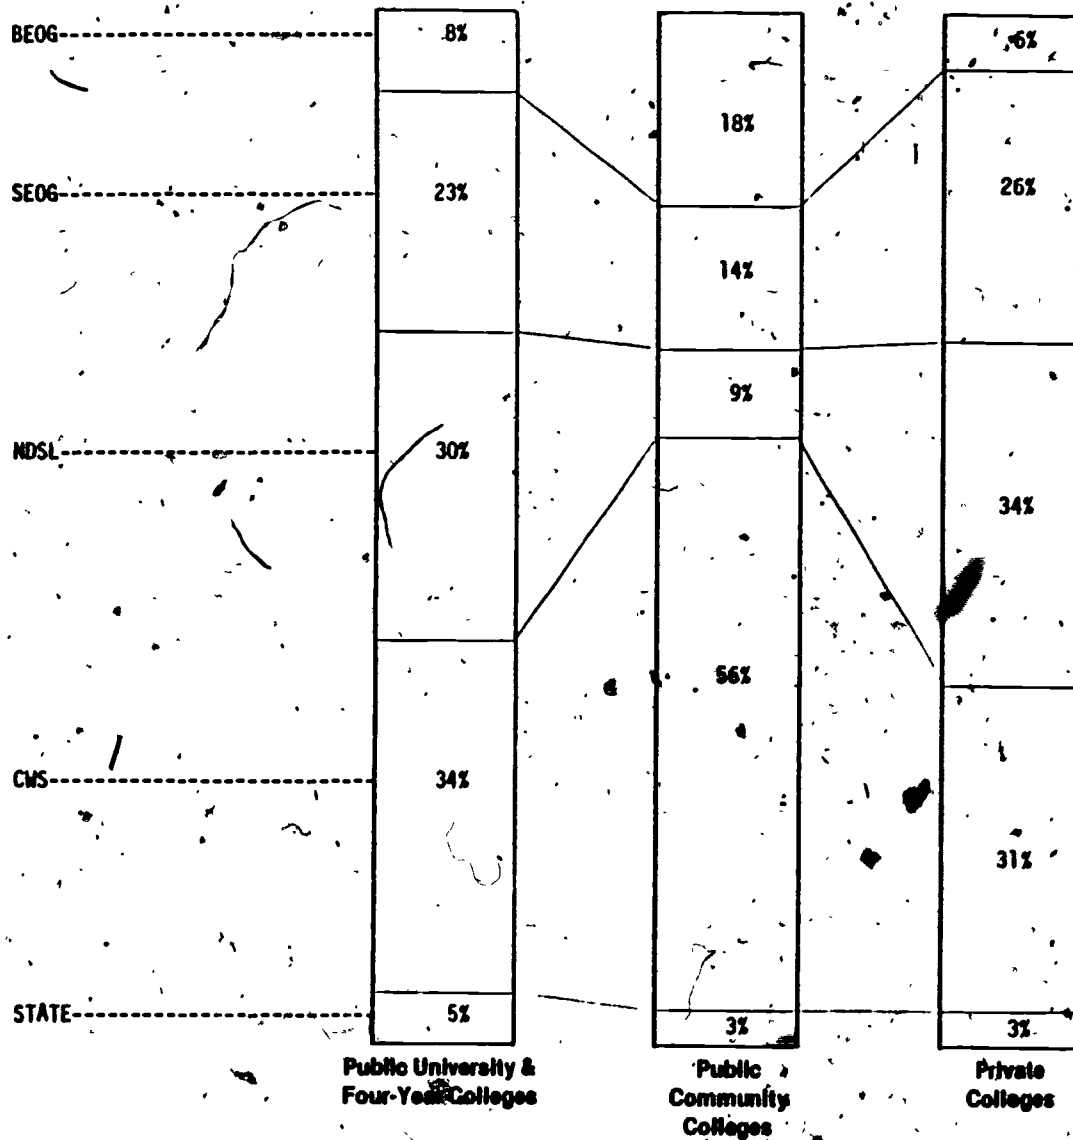 BEOG
8%
18%
6%
SEOG
23%
14%
26%
NDSL
30%
9%
34%
CWS
34%
56%
31%
STATE
5%
3%
3%
Public University &
Four-Year Colleges
Public
Community
Colleges
Private
Colleges